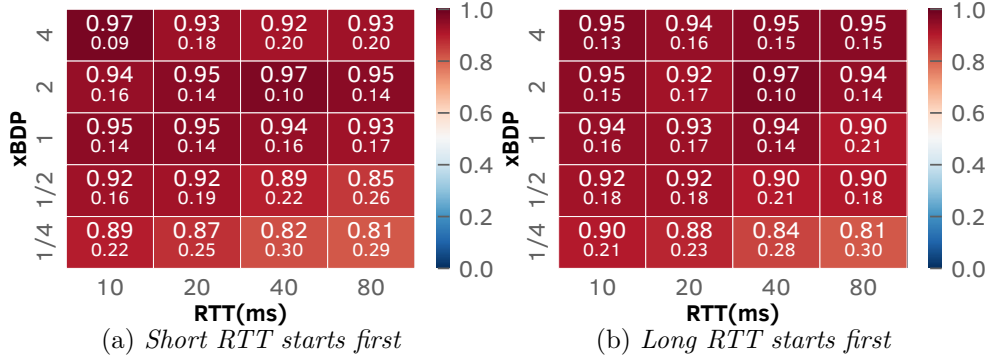 4 0.97 0.93 0.92 0.93 1.0
0.09 0.18 0.20 0.20
2 0.94 0.95 0.97 0.95 0.8
0.16 0.14 0.10 0.14
xBDP 1 0.95 0.95 0.94 0.93 0.6
0.14 0.14 0.16 0.17 0.4
1/2 0.92 0.92 0.89 0.85
0.16 0.19 0.22 0.26 0.2
1/4 0.89 0.87 0.82 0.81
0.22 0.25 0.30 0.29 0.0
10 20 40 80
RTT(ms)
(a) Short RTT starts first
4 0.95 0.94 0.95 0.95 1.0
0.13 0.16 0.15 0.15
2 0.95 0.92 0.97 0.94 0.8
0.15 0.17 0.10 0.14
xBDP 1 0.94 0.93 0.94 0.90 0.6
0.16 0.17 0.14 0.21 0.4
1/2 0.92 0.92 0.90 0.90
0.18 0.18 0.21 0.18 0.2
1/4 0.90 0.88 0.84 0.81
0.21 0.23 0.28 0.30 0.0
10 20 40 80
RTT(ms)
(b) Long RTT starts first